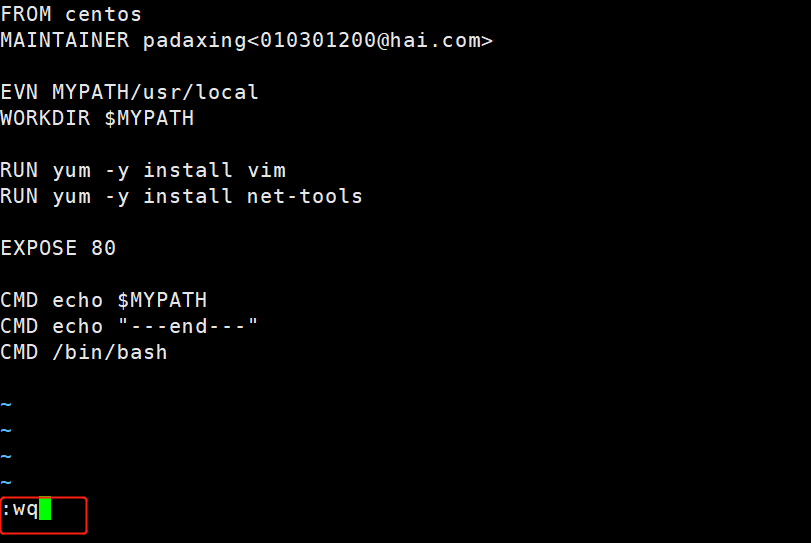 FROM centos
MAINTAINER padaxing<010301200@hai.com>
EVN MYPATH/usr/local
WORKDIR $MYPATH
RUN yum -y install vim
RUN yum -y install net-tools
EXPOSE 80
CMD echo $MYPATH
CMD echo "---end---"
CMD /bin/bash
~
~
~
~
:wq